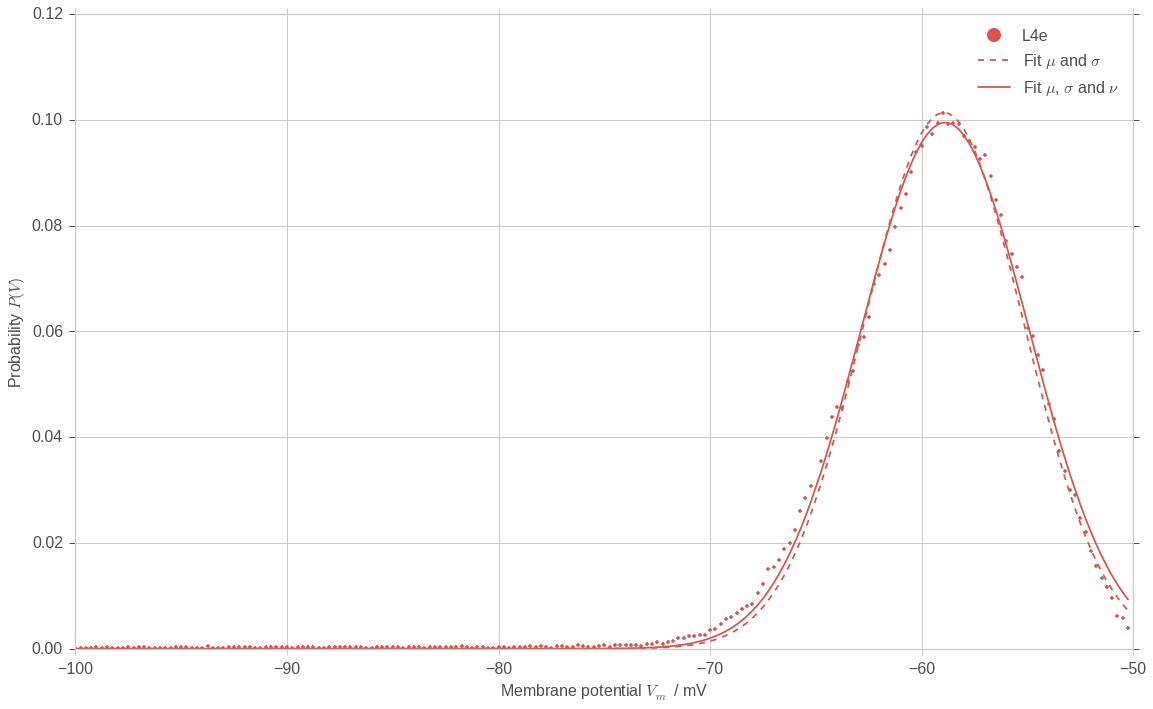 0.12
0.10
0.08
0.06
0.04
0.02
0.00
Probability P(V)
−100
−90
−80
−70
−60
−50
Membrane potential Vm / mV
L4e
Fit μ and σ
Fit μ, σ and ν